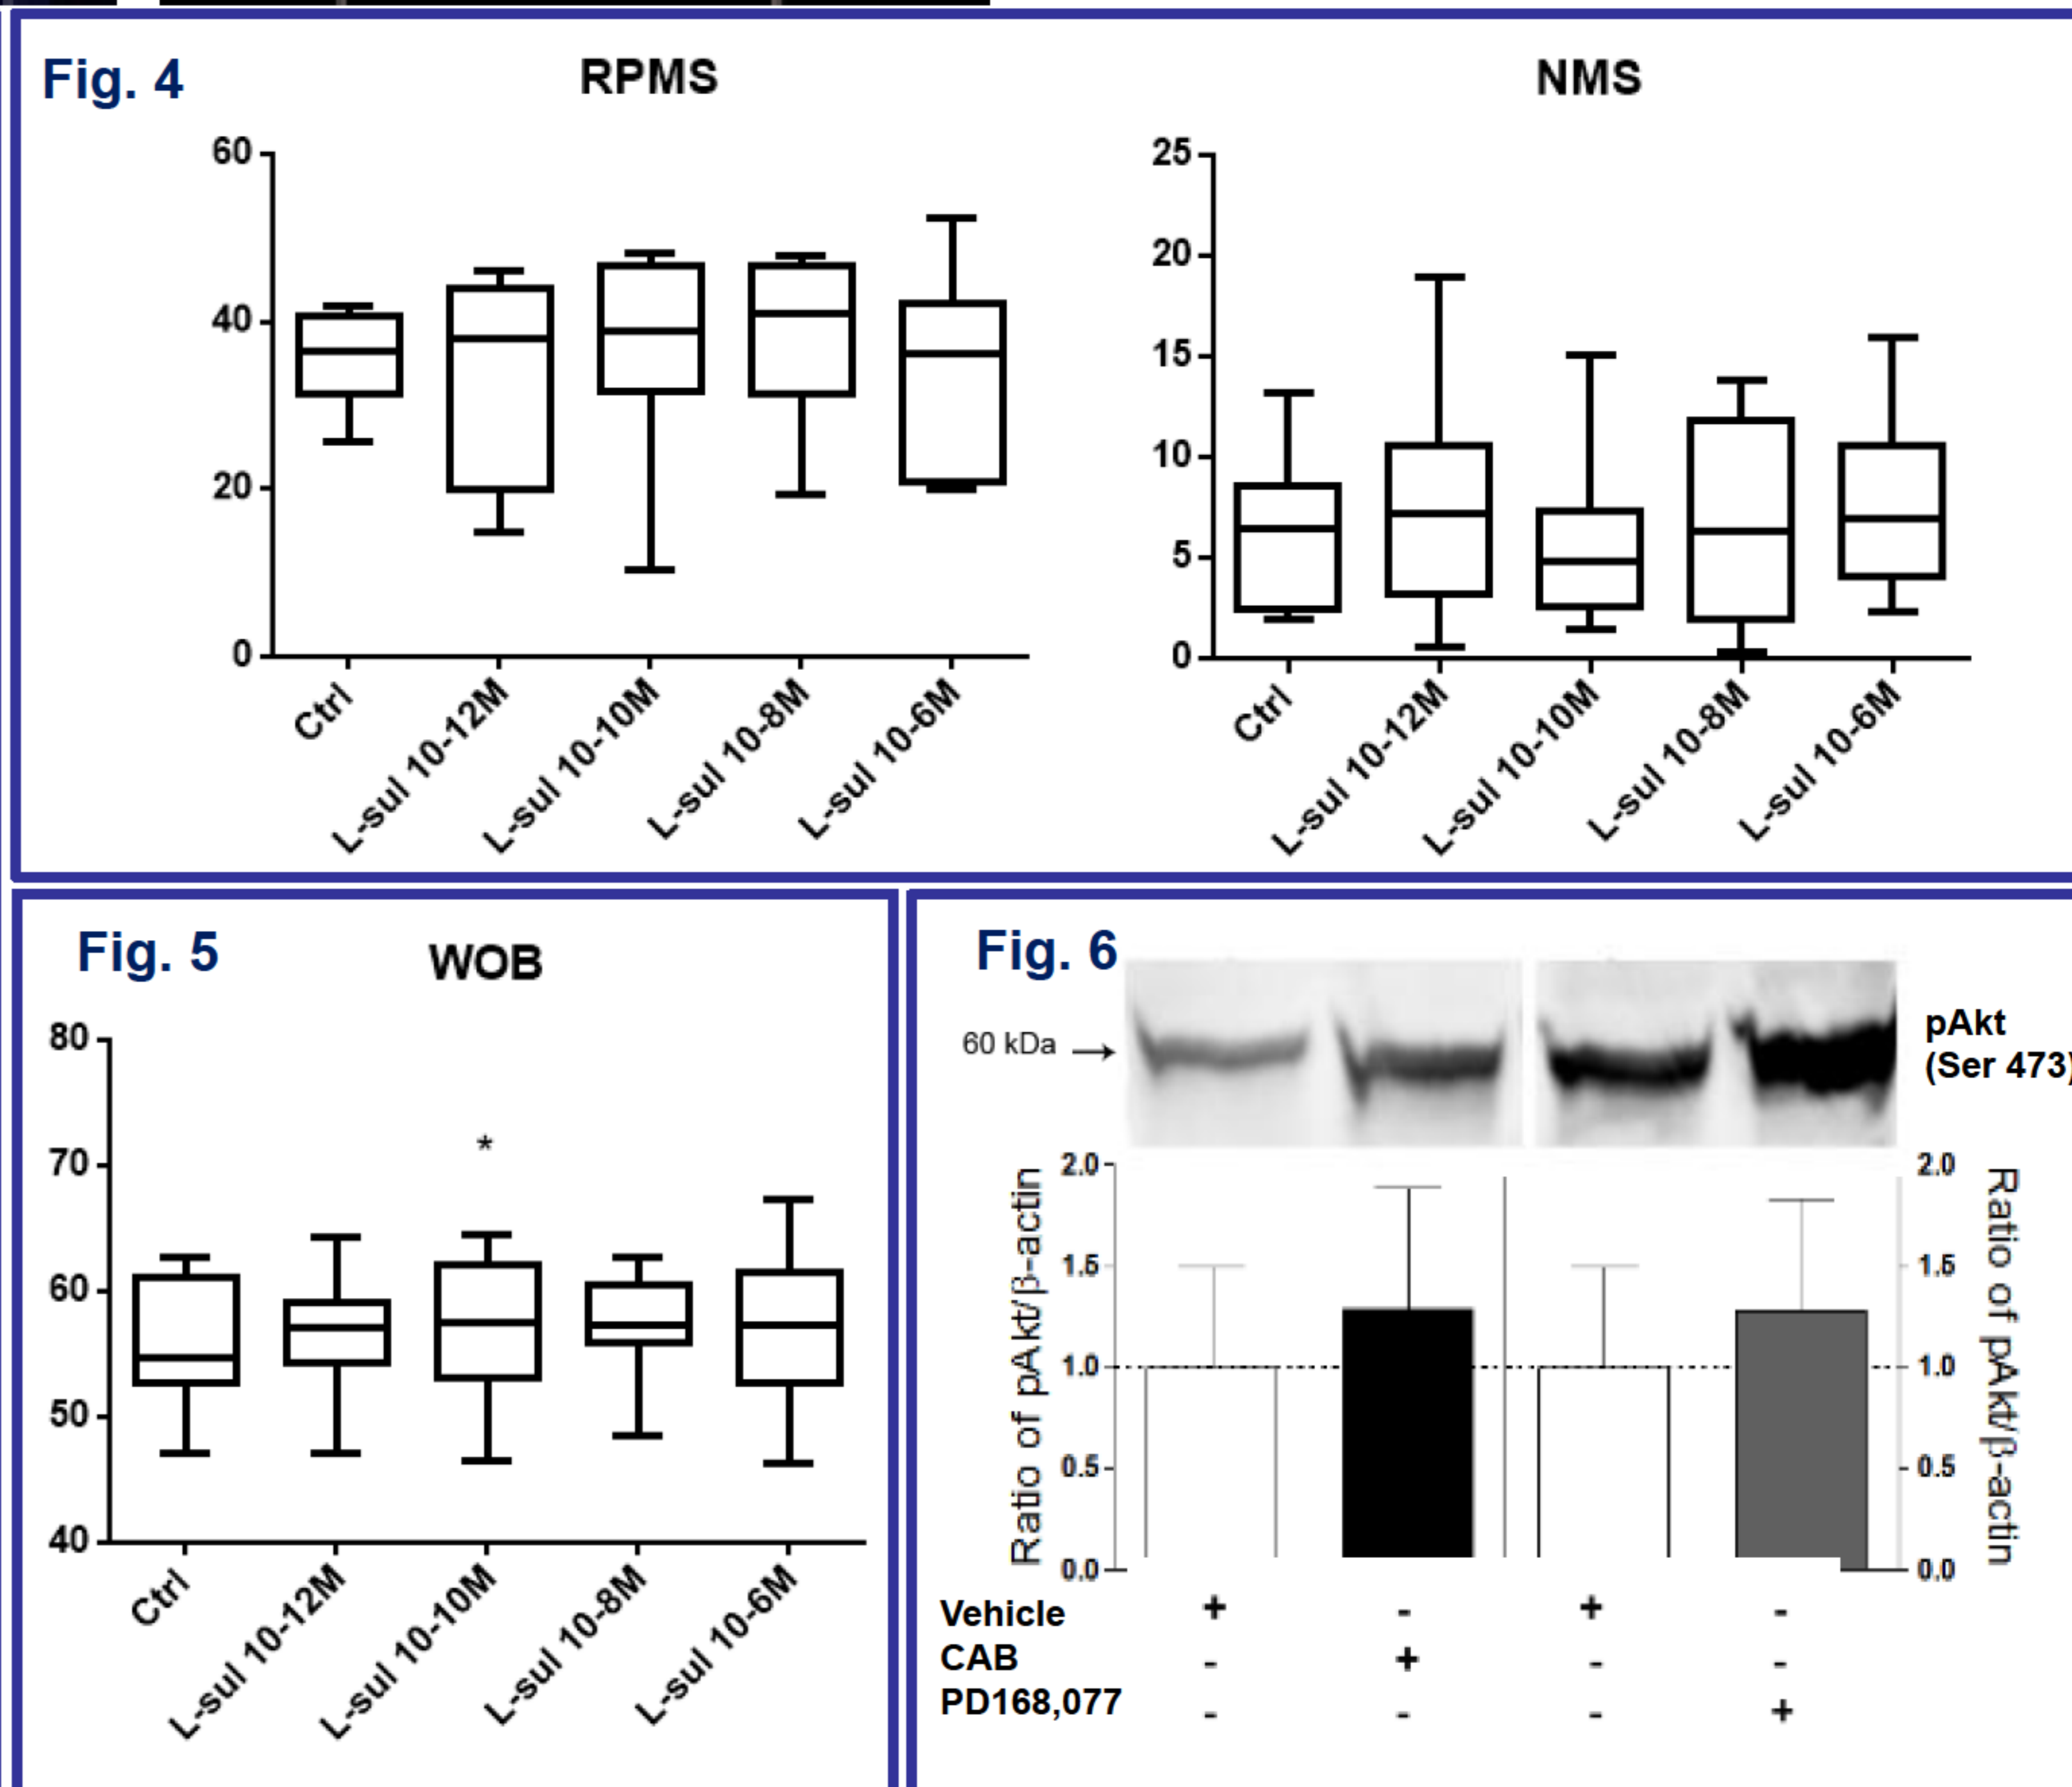 Fig. 4
RPMS
60
40
20
0
Ctrl
L-sul 10-12M
L-sul 10-10M
L-sul 10-8M
L-sul 10-6M
NMS
25
20
15
10
5
0
Ctrl
L-sul 10-12M
L-sul 10-10M
L-sul 10-8M
L-sul 10-6M
Fig. 5
WOB
80
70
60
50
40
*
Ctrl
L-sul 10-12M
L-sul 10-10M
L-sul 10-8M
L-sul 10-6M
Fig. 6
60 kDa →
pAkt
(Ser 473)
Ratio of pAkt/β-actin
2.0
1.5
1.0
0.5
0.0
2.0
1.5
1.0
0.5
0.0
Ratio of pAkt/β-actin
Vehicle + - + -
CAB - + - -
PD168,077 - - - +